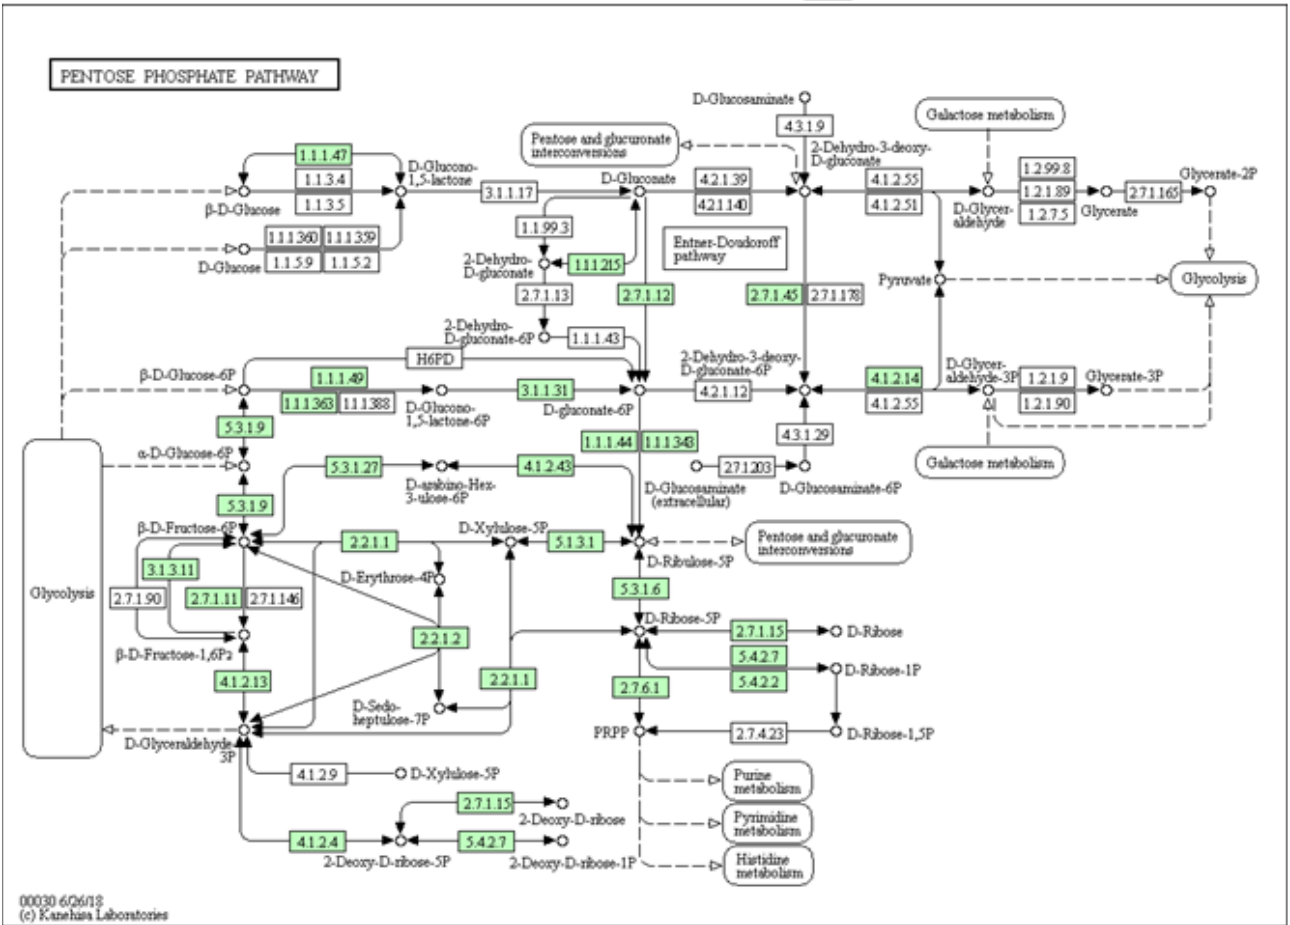 PENTOSE PHOSPHATE PATHWAY
D-Glucosaminate
4.3.1.9
Galactose metabolism
Pentose and glucuronate
interconversions
2-Dehydro-3-deoxy-
D-gluconate
1.1.1.47
1.1.3.4
1.1.3.5
β-D-Glucose
D-Glucono-
1,5-lactone
3.1.1.17
D-Gluconate
4.2.1.39
4.2.1.140
4.1.2.55
4.1.2.51
D-Glycer-
aldehyde
1.2.99.8
1.2.1.89
1.2.7.5
Glycerate
2.7.1.165
Glycerate-2P
1.1.1.360
1.1.1.359
1.1.5.9
1.1.5.2
D-Glucose
1.1.99.3
2-Dehydro-
D-gluconate
1.1.1.215
Entner-Doudoroff
pathway
2.7.1.13
2.7.1.12
2.7.1.45
2.7.1.178
Pyruvate
Glycolysis
2-Dehydro-
D-gluconate-6P
1.1.1.43
H6PD
β-D-Glucose-6P
1.1.1.49
1.1.1.363
1.1.1.388
D-Glucono-
1,5-lactone-6P
3.1.1.31
D-gluconate-6P
2-Dehydro-3-deoxy-
D-gluconate-6P
4.2.1.12
4.1.2.14
4.1.2.55
D-Glycer-
aldehyde-3P
1.2.1.9
1.2.1.90
Glycerate-3P
5.3.1.9
1.1.1.44
1.1.1.343
4.3.1.29
α-D-Glucose-6P
5.3.1.27
D-arabino-Hex-
3-ulose-6P
4.1.2.43
2.7.1.203
D-Glucosaminate
(extracellular)
D-Glucosaminate-6P
Galactose metabolism
5.3.1.9
β-D-Fructose-6P
2.2.1.1
D-Xylulose-5P
5.1.3.1
D-Ribulose-5P
Pentose and glucuronate
interconversions
3.1.3.11
D-Erythrose-4P
5.3.1.6
Glycolysis
2.7.1.90
2.7.1.11
2.7.1.146
D-Ribose-5P
2.7.1.15
D-Ribose
β-D-Fructose-1,6P2
2.2.1.2
5.4.2.7
5.4.2.2
D-Ribose-1P
4.1.2.13
2.2.1.1
2.7.6.1
D-Sedo-
heptulose-7P
PRPP
2.7.4.23
D-Ribose-1,5P
D-Glyceraldehyde-
3P
4.1.2.9
D-Xylulose-5P
Purine
metabolism
2.7.1.15
2-Deoxy-D-ribose
Pyrimidine
metabolism
4.1.2.4
2-Deoxy-D-ribose-5P
5.4.2.7
2-Deoxy-D-ribose-1P
Histidine
metabolism
00030 6/26/18
(c) Kanehisa Laboratories